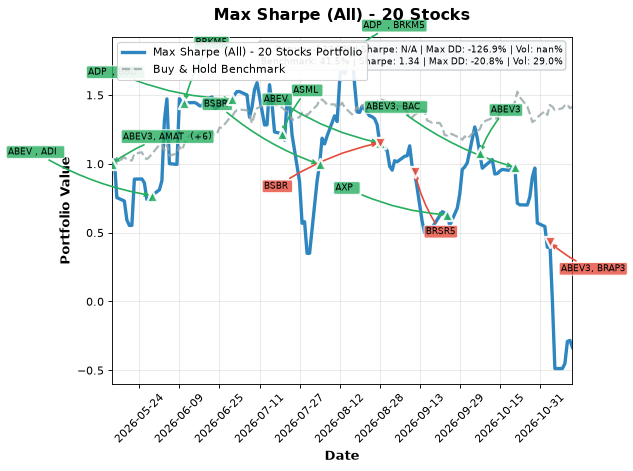 Max Sharpe (All) - 20 Stocks
ADP , BRKM5
Max Sharpe (All) - 20 Stocks Portfolio
Buy & Hold Benchmark
Sharpe: N/A | Max DD: -126.9% | Vol: nan%
Benchmark: 41.5% | Sharpe: 1.34 | Max DD: -20.8% | Vol: 29.0%
ADP ,
BSBR
ABEV
ASML
ABEV3, BAC
ABEV3
ABEV3, AMAT (+6)
ABEV , ADI
BSBR
AXP
BRSR5
ABEV3, BRAP3
Portfolio Value
1.5
1.0
0.5
0.0
−0.5
2026-05-24
2026-06-09
2026-06-25
2026-07-11
2026-07-27
2026-08-12
2026-08-28
2026-09-13
2026-09-29
2026-10-15
2026-10-31
Date